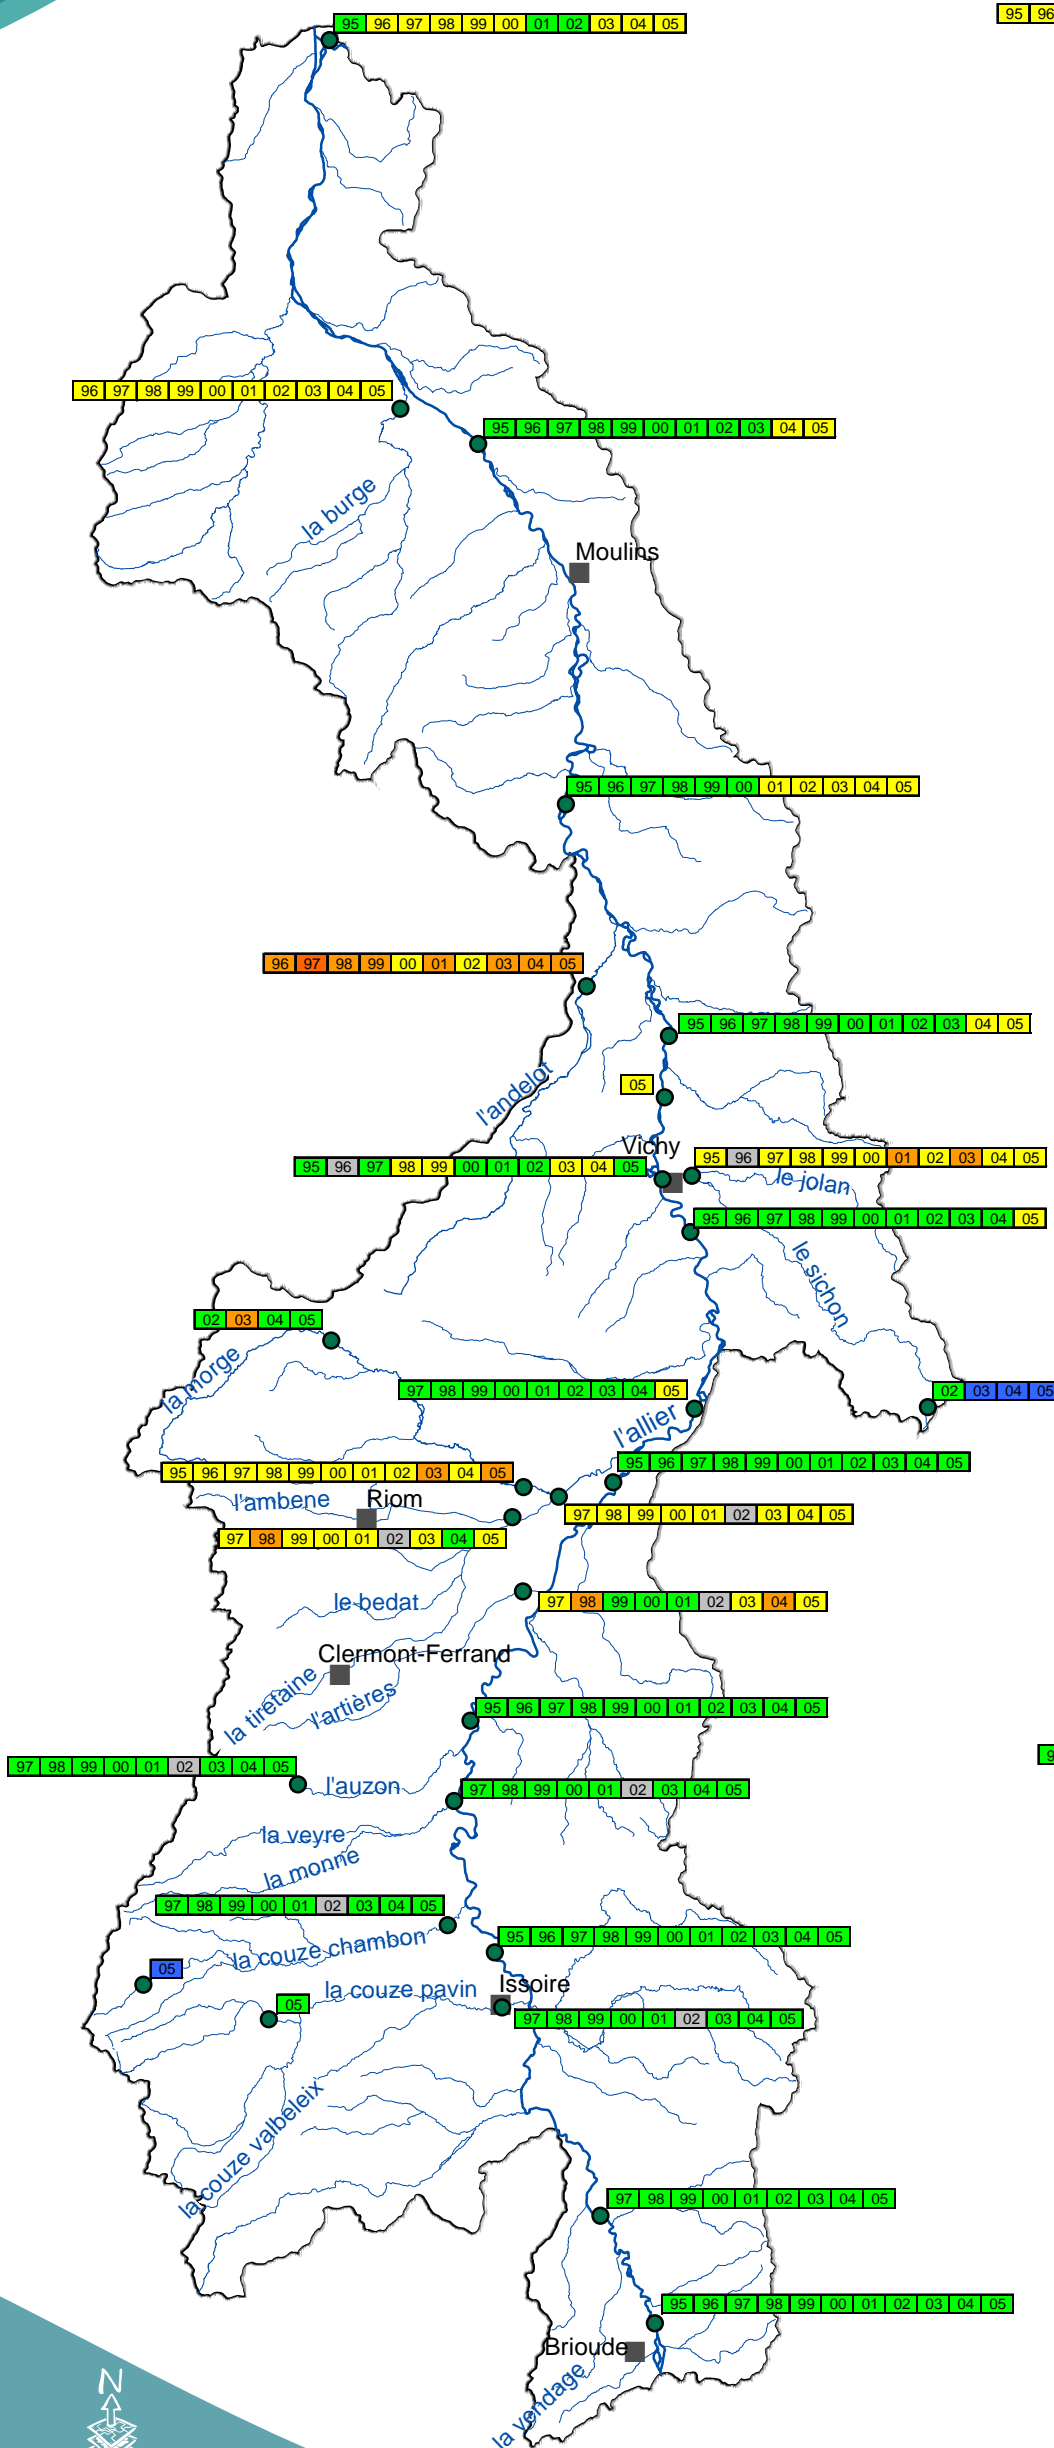 95 96 97 98 99 00 01 02 03 04 05
95 96
96 97 98 99 00 01 02 03 04 05
95 96 97 98 99 00 01 02 03 04 05
la burge
Moulins
95 96 97 98 99 00 01 02 03 04 05
96 97 98 99 00 01 02 03 04 05
95 96 97 98 99 00 01 02 03 04 05
05
l'andelot
Vichy
95 96 97 98 99 00 01 02 03 04 05
95 96 97 98 99 00 01 02 03 04 05
le jolan
95 96 97 98 99 00 01 02 03 04 05
le sichon
02 03 04 05
la morge
97 98 99 00 01 02 03 04 05
02 03 04 05
l'allier
95 96 97 98 99 00 01 02 03 04 05
95 96 97 98 99 00 01 02 03 04 05
l'ambene
Riom
97 98 99 00 01 02 03 04 05
97 98 99 00 01 02 03 04 05
le bedat
97 98 99 00 01 02 03 04 05
Clermont-Ferrand
la tiretaine
l'artières
95 96 97 98 99 00 01 02 03 04 05
97 98 99 00 01 02 03 04 05
l'auzon
97 98 99 00 01 02 03 04 05
la veyre
la monne
97 98 99 00 01 02 03 04 05
la couze chambon
95 96 97 98 99 00 01 02 03 04 05
05
la couze pavin
Issoire
05
97 98 99 00 01 02 03 04 05
la couze valbeleix
97 98 99 00 01 02 03 04 05
95 96 97 98 99 00 01 02 03 04 05
Brioude
la vendage
N